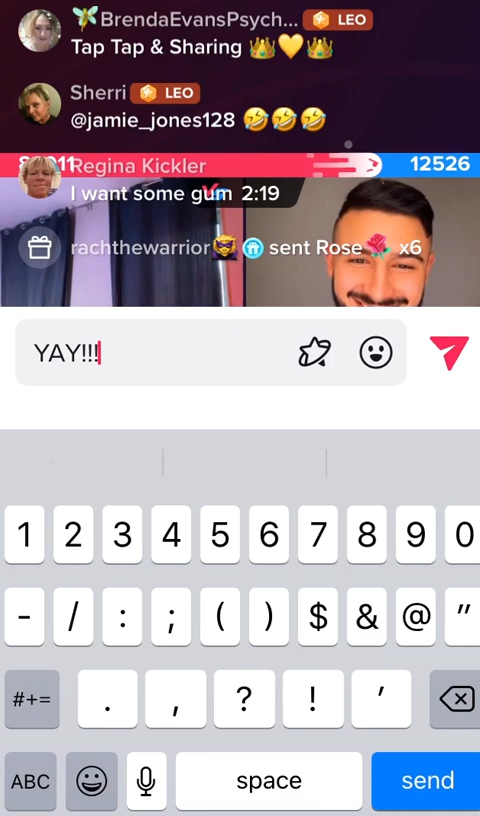 BrendaEvansPsych... LEO
Tap Tap & Sharing
Sherri LEO
@jamie_jones128
12526
Regina Kickler
I want some gum 2:19
rachthewarrior sent Rose x6
YAY!!!
1 2 3 4 5 6 7 8 9 0
- / : ; ( ) $ & @ "
#+= . , ? ! '
ABC space send